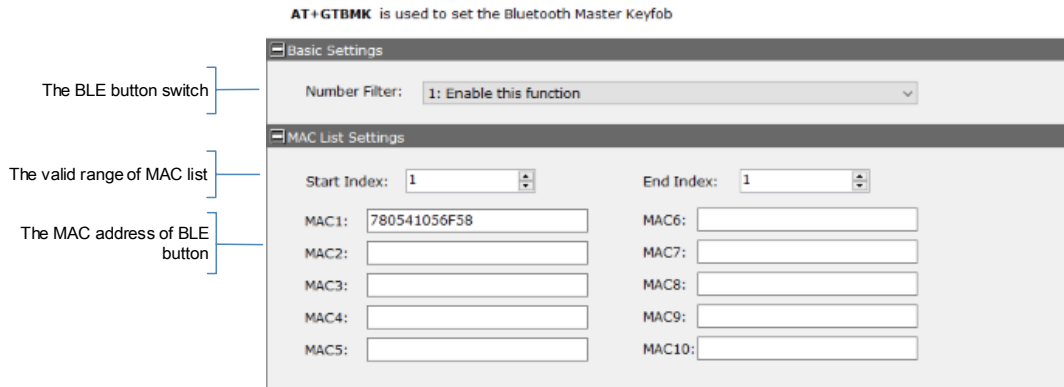 AT+GTBMK is used to set the Bluetooth Master Keyfob
Basic Settings
The BLE button switch
Number Filter: 1: Enable this function
MAC List Settings
The valid range of MAC list
Start Index: 1 End Index: 1
The MAC address of BLE
button
MAC1: 780541056F58 MAC6:
MAC2: MAC7:
MAC3: MAC8:
MAC4: MAC9:
MAC5: MAC10: